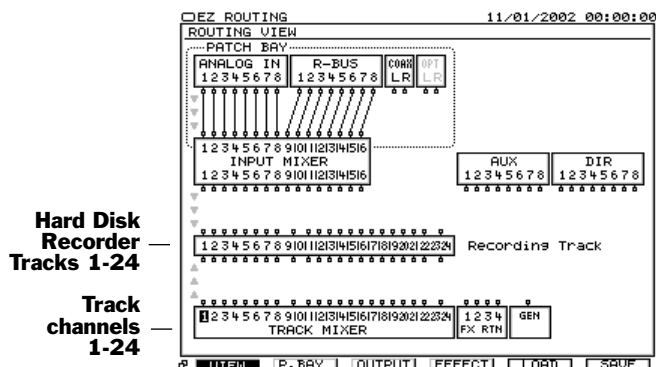 EZ ROUTING 11/01/2002 00:00:00
ROUTING VIEW
PATCH BAY
ANALOG IN R-BUS COAX OPT
12345678 12345678 LR LR
12345678910111213141516
INPUT MIXER AUX DIR
12345678910111213141516 12345678 12345678
Hard Disk
Recorder
Tracks 1-24
123456789101112131415161718192021222324 Recording Track
Track
channels
1-24
123456789101112131415161718192021222324 1234 GEN
TRACK MIXER FX RTN
VIEW P.BAY OUTPUT EFFECT LOAD SAVE